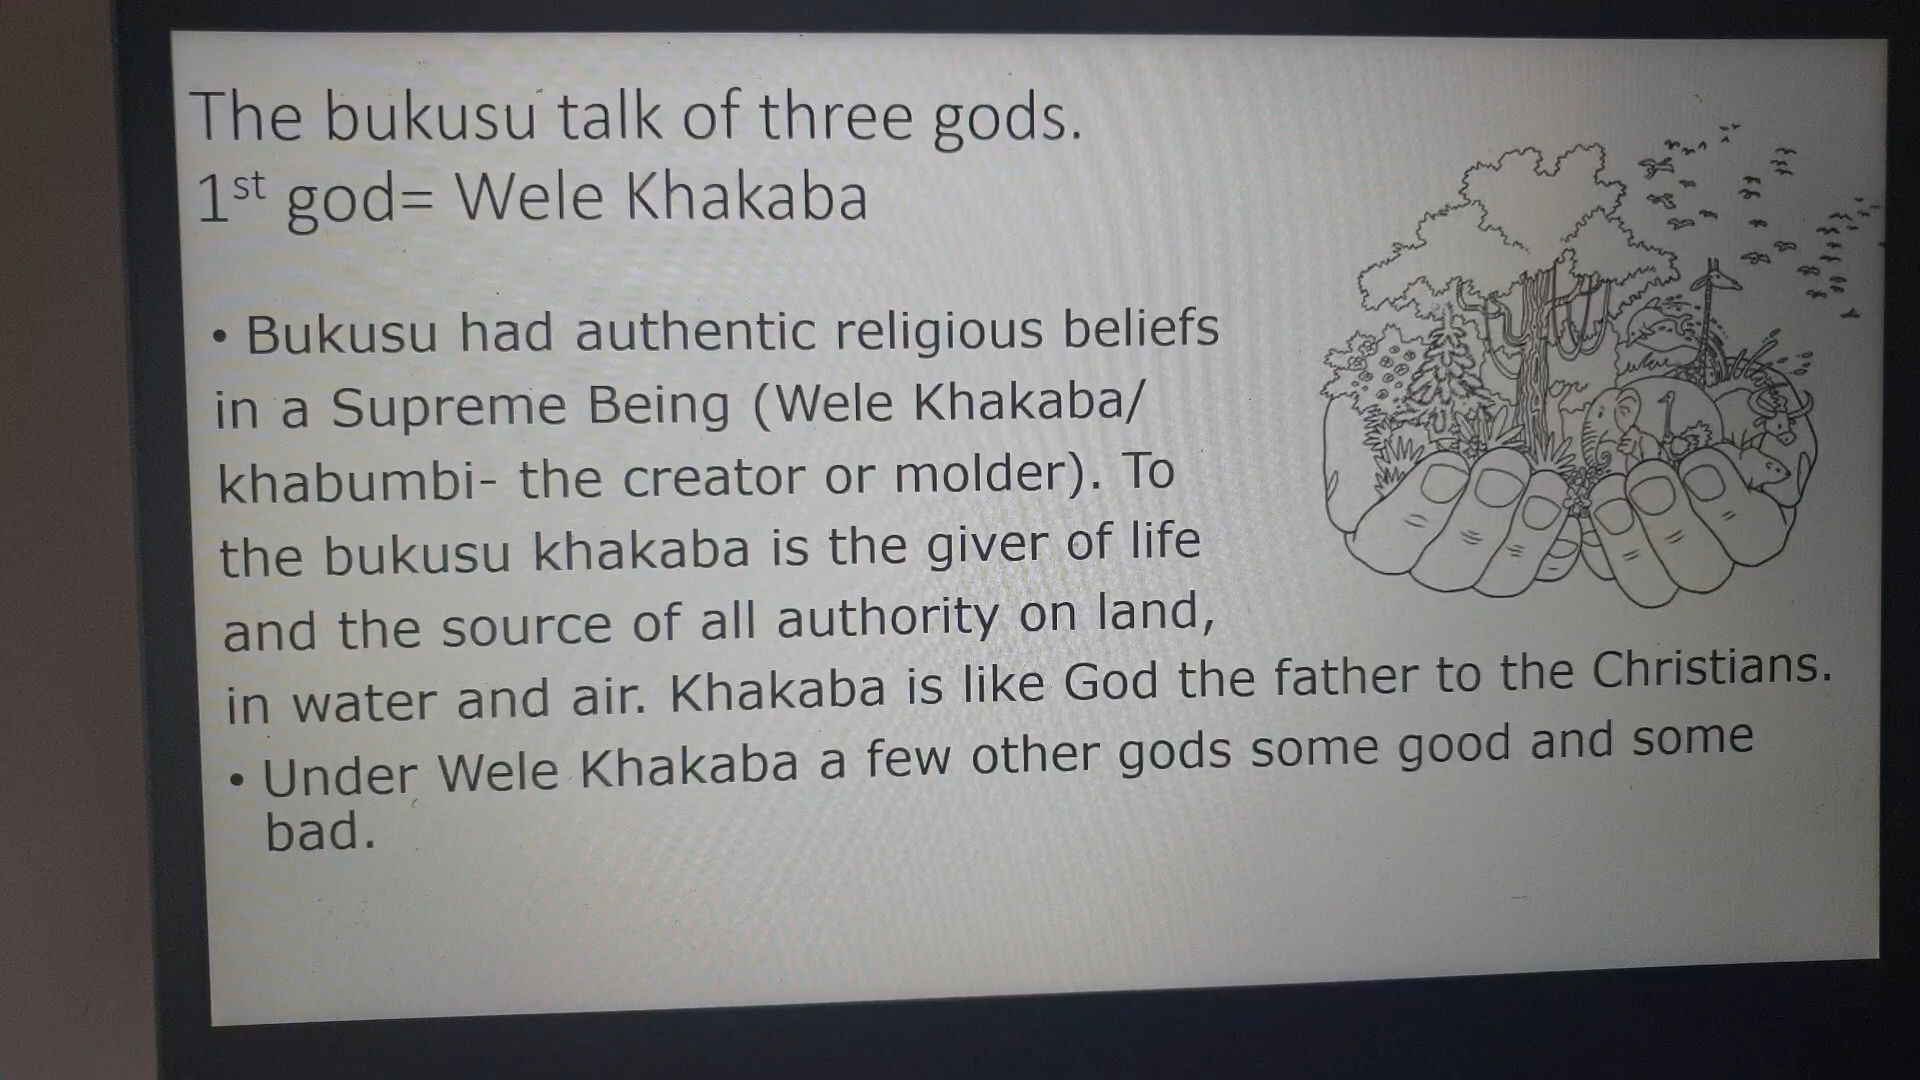 The bukusu talk of three gods.
1st god= Wele Khakaba
• Bukusu had authentic religious beliefs
in a Supreme Being (Wele Khakaba/
khabumbi- the creator or molder). To
the bukusu khakaba is the giver of life
and the source of all authority on land,
in water and air. Khakaba is like God the father to the Christians.
• Under Wele Khakaba a few other gods some good and some
bad.